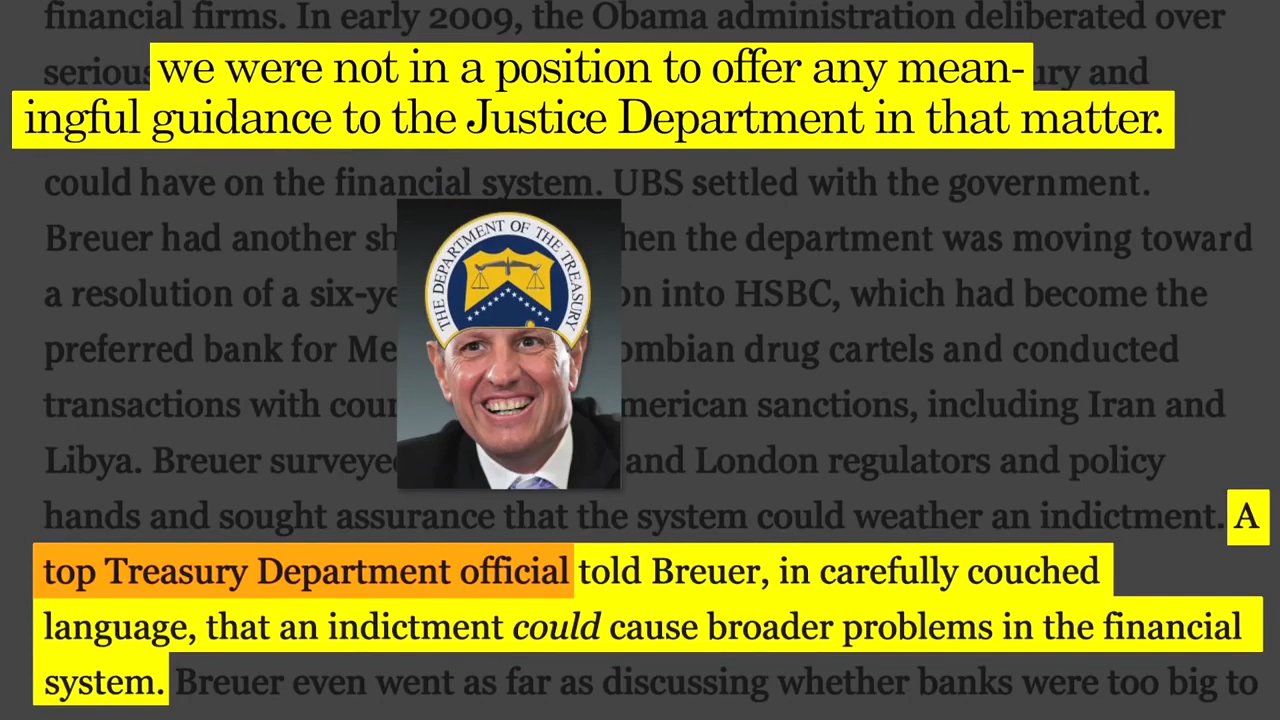 financial firms. In early 2009, the Obama administration deliberated over
serious
ury and
we were not in a position to offer any mean-
ingful guidance to the Justice Department in that matter.
could have on the financial system. UBS settled with the government.
Breuer had another sh hen the department was moving toward
a resolution of a six-ye on into HSBC, which had become the
preferred bank for Me ombian drug cartels and conducted
transactions with coun merican sanctions, including Iran and
Libya. Breuer surveye and London regulators and policy
hands and sought assurance that the system could weather an indictment. A
top Treasury Department official told Breuer, in carefully couched
language, that an indictment could cause broader problems in the financial
system. Breuer even went as far as discussing whether banks were too big to
THE DEPARTMENT OF THE TREASURY